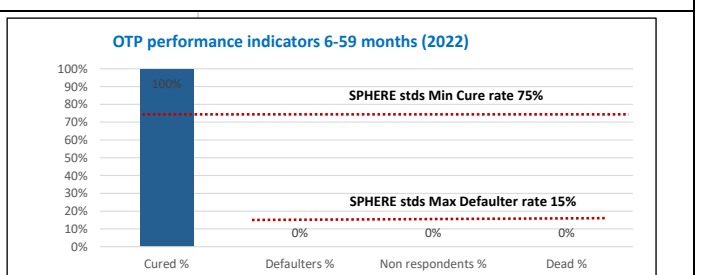 OTP performance indicators 6-59 months (2022)
100%
90%
80%
70%
60%
50%
40%
30%
20%
10%
0%
100%
SPHERE stds Min Cure rate 75%
SPHERE stds Max Defaulter rate 15%
0% 0% 0%
Cured % Defaulters % Non respondents % Dead %